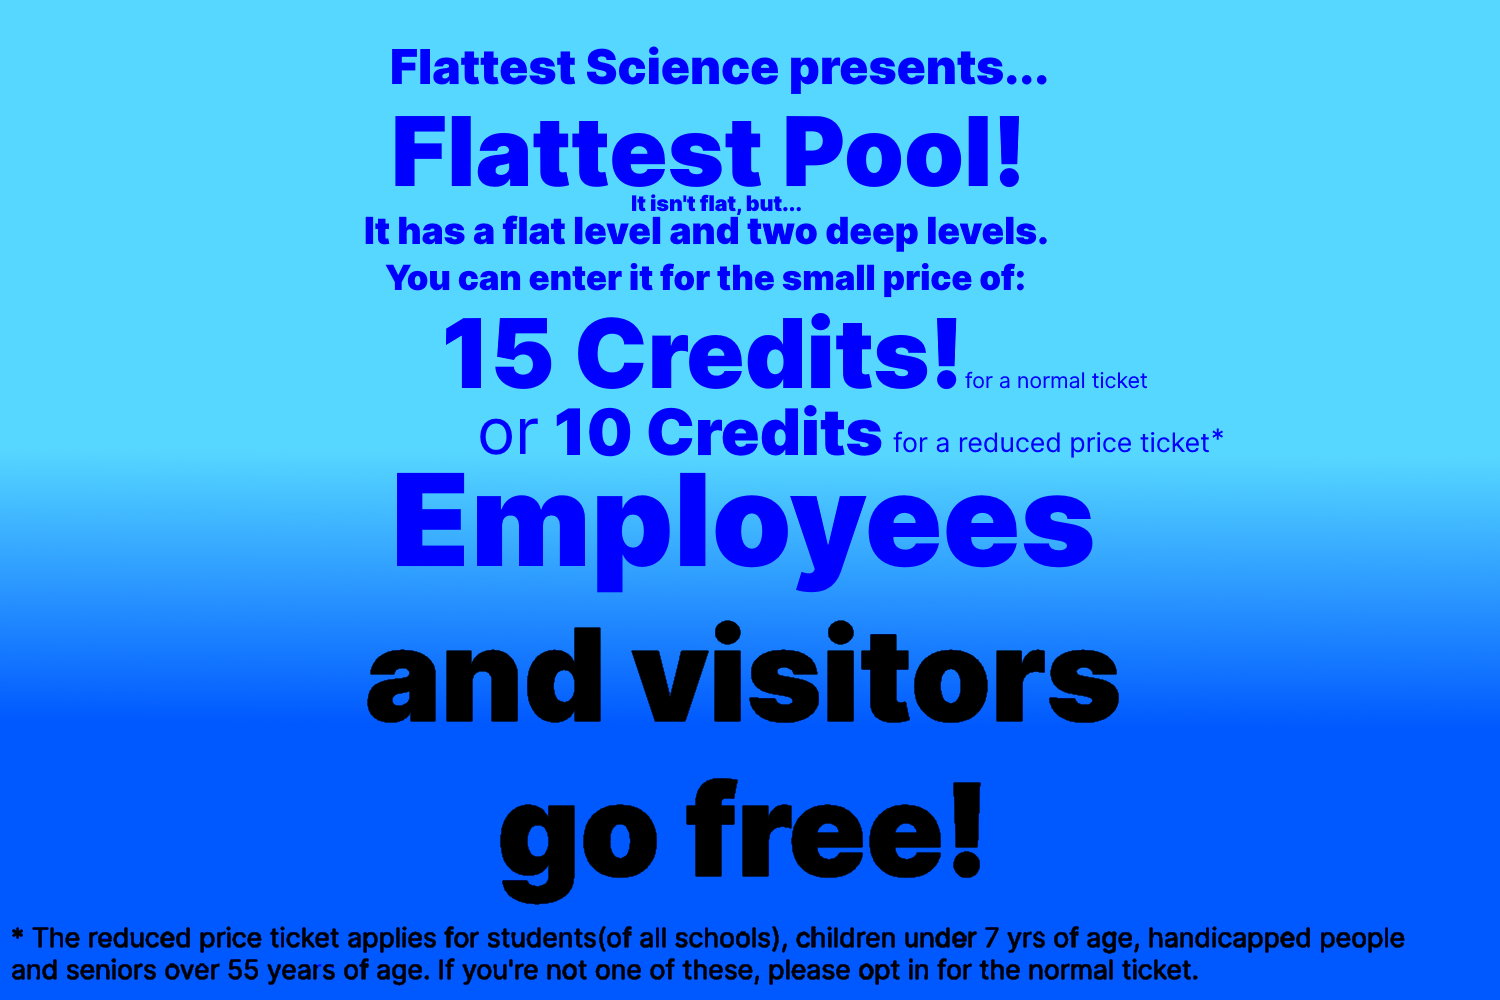 Flattest Science presents...
Flattest Pool!
It isn't flat, but...
It has a flat level and two deep levels.
You can enter it for the small price of:
15 Credits! for a normal ticket
or 10 Credits for a reduced price ticket*
Employees
and visitors
go free!
* The reduced price ticket applies for students(of all schools), children under 7 yrs of age, handicapped people
and seniors over 55 years of age. If you're not one of these, please opt in for the normal ticket.